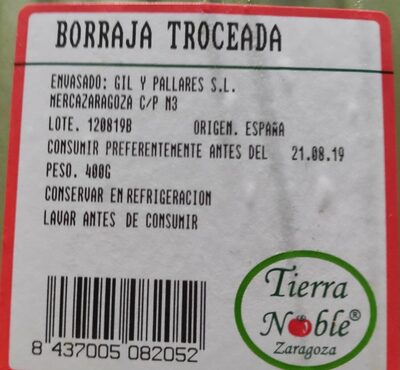 BORRAJA TROCEADA
ENVASADO: GIL Y PALLARES S.L.
MERCAZARAGOZA C/P N3
LOTE. 120819B ORIGEN. ESPAÑA
CONSUMIR PREFERENTEMENTE ANTES DEL 21.08.19
PESO. 400G
CONSERVAR EN REFRIGERACION
LAVAR ANTES DE CONSUMIR
8 437005 082052
Tierra
Noble®
Zaragoza